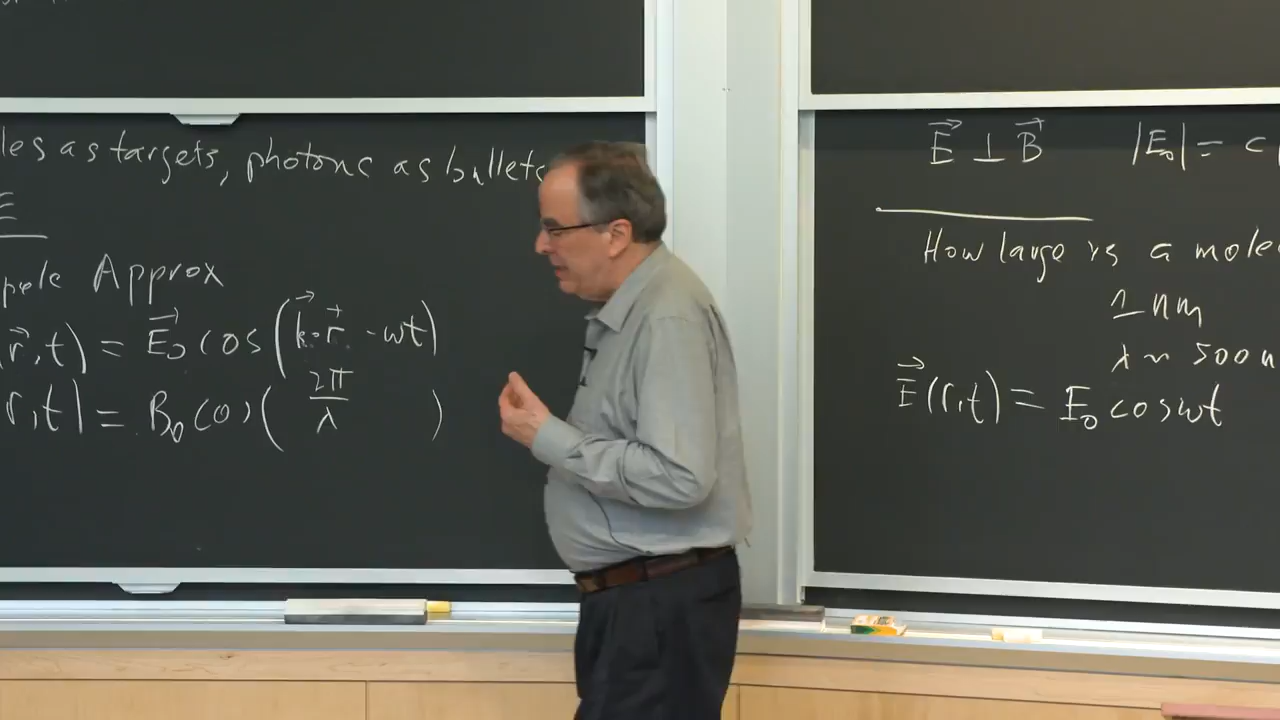 les as targets, photons as bullets
pole Approx
r⃗,t) = E⃗₀ cos(k⃗·r⃗ - ωt)
r,t) = B₀ cos( 2π/λ )
E⃗ ⊥ B⃗ |E₀| = c
How large is a mole
1 nm
λ ~ 500 n
E⃗(r,t) = E₀ cos ωt